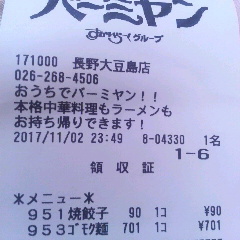 バーミヤン
すかいらーくグループ
171000 長野大豆島店
026-268-4506
おうちでバーミヤン!!
本格中華料理もラーメンも
お持ち帰りできます!
2017/11/02 23:49 8-04330 1名
1-6
領収証
*メニュー*
951焼餃子 90 1コ ¥90
953ゴモク麺 701 1コ ¥701